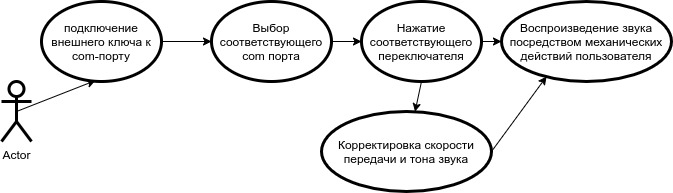 подключение
внешнего ключа к
com-порту
Выбор
соответствующего
com порта
Нажатие
соответствующего
переключателя
Воспроизведение звука
посредством механических
действий пользователя
Корректировка скорости
передачи и тона звука
Actor